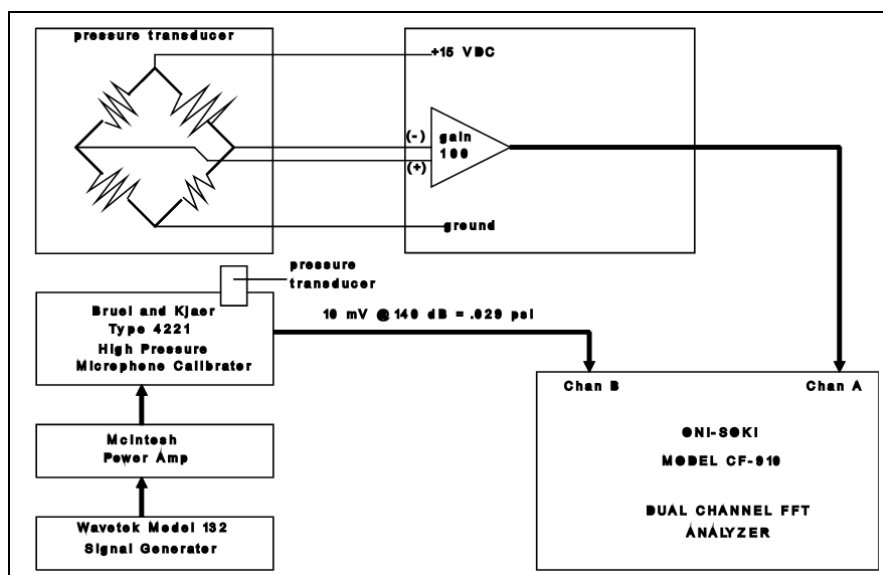 pressure transducer
+15 VDC
(-)
gain
100
(+)
ground
pressure
transducer
Bruel and Kjaer
Type 4221
High Pressure
Microphone Calibrator
10 mV @ 140 dB = .029 psi
Chan B
Chan A
McIntosh
Power Amp
ONI-SOKI
MODEL CF-910
DUAL CHANNEL FFT
ANALYZER
Wavetek Model 132
Signal Generator